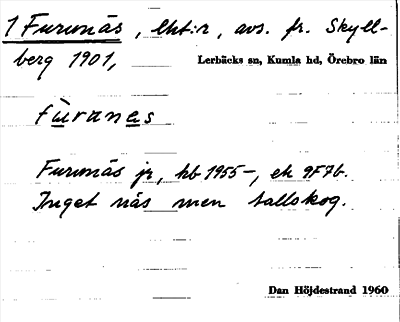 1 Furunäs, lht:r, avs. fr. Skyll-
berg 1901,
Lerbäcks sn, Kumla hd, Örebro län
fùrunes
Furunäs jr, hb 1955-, ek 9F7b.
Inget näs men tallskog.
Dan Höjdestrand 1960